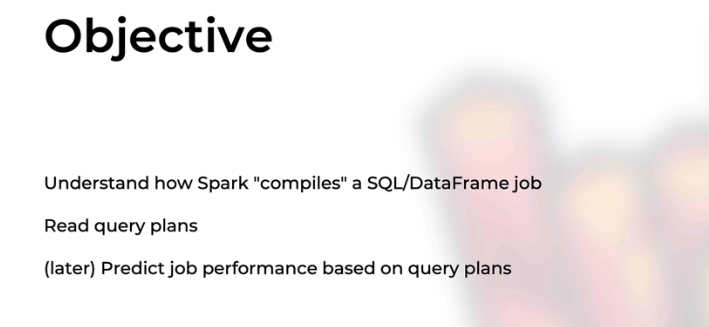 Objective
Understand how Spark "compiles" a SQL/DataFrame job
Read query plans
(later) Predict job performance based on query plans